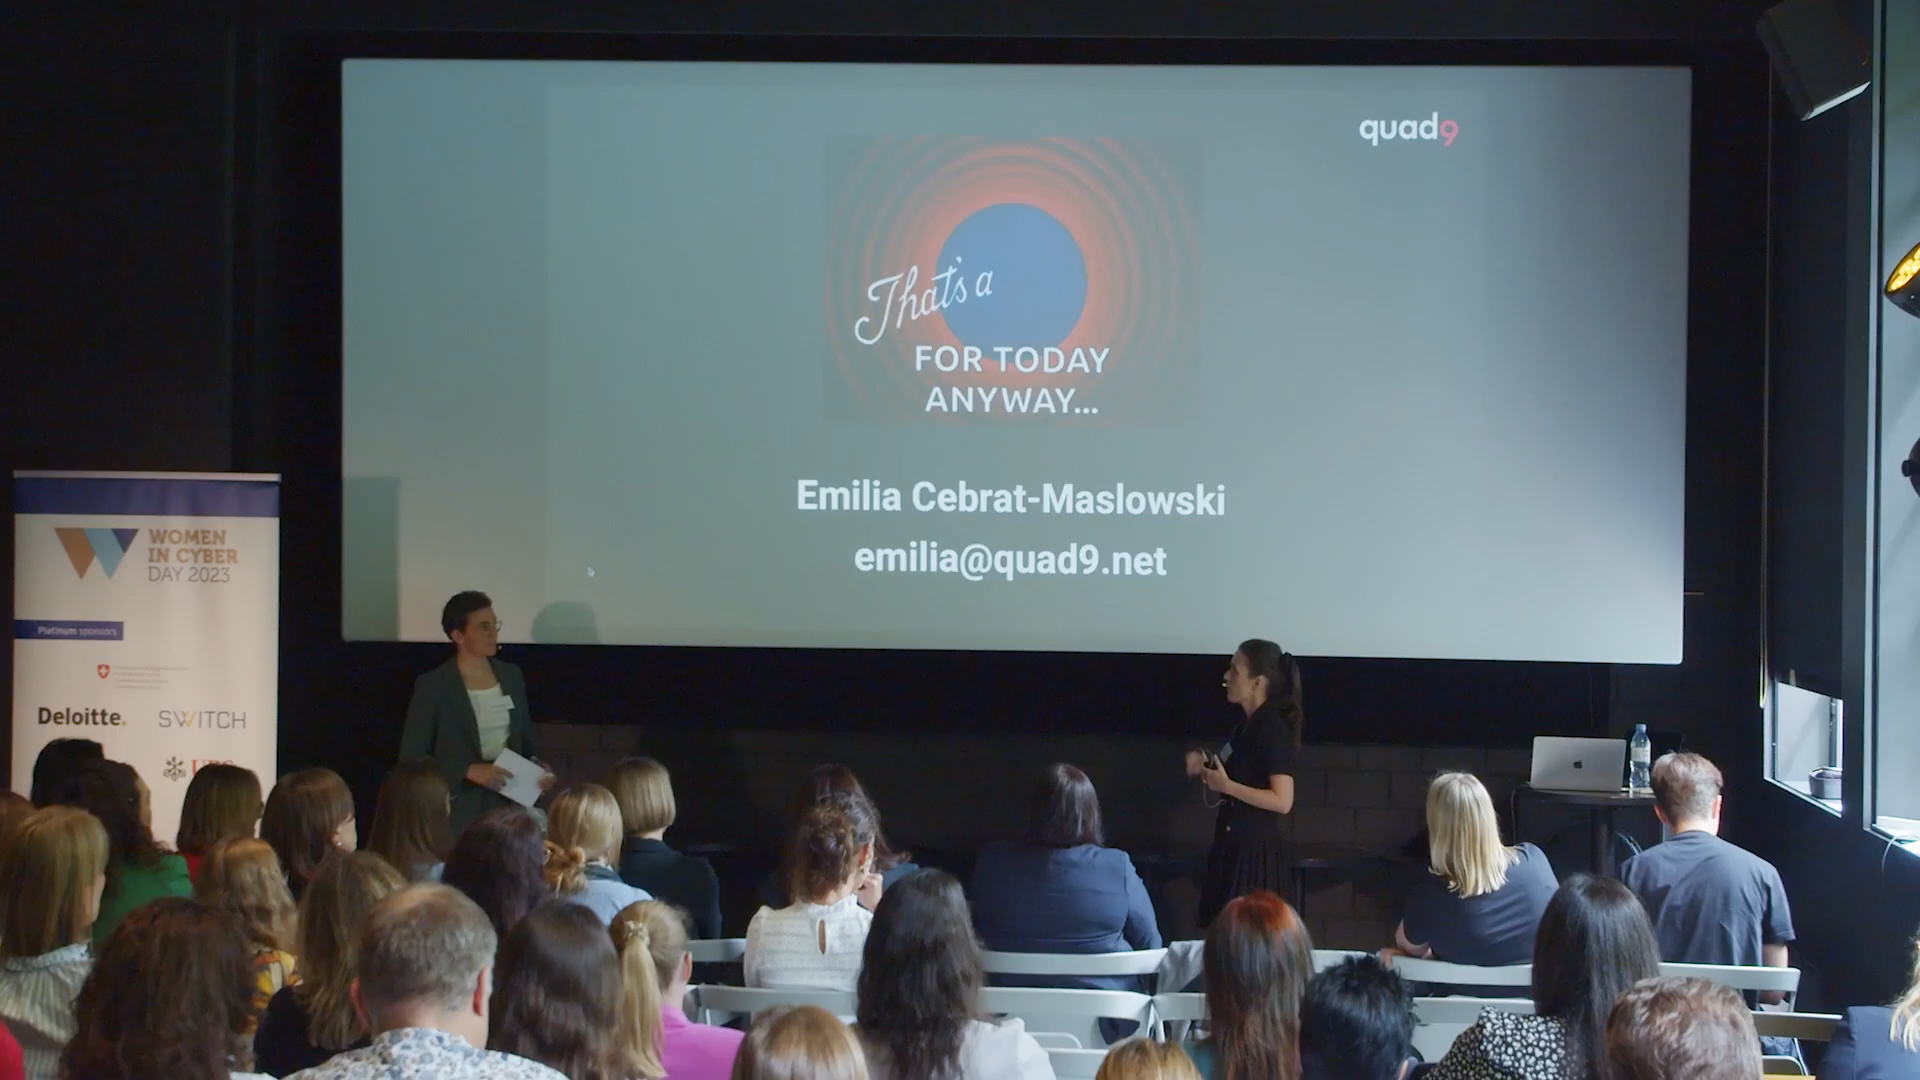 quad9
That's a
FOR TODAY
ANYWAY...
Emilia Cebrat-Maslowski
emilia@quad9.net
WOMEN
IN CYBER
DAY 2023
Platinum sponsors
Deloitte.
SWITCH
UBS